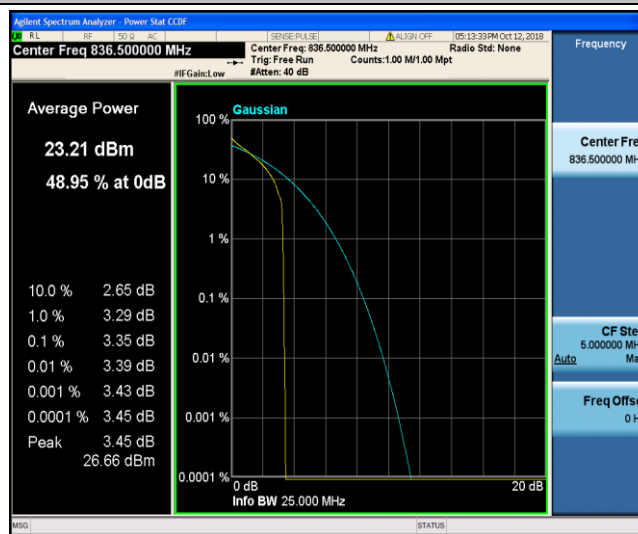 Agilent Spectrum Analyzer - Power Stat CCDF
RL RF 50 Ω AC SENSE:PULSE ALIGN OFF 05:13:33PM Oct 12, 2018
Center Freq 836.500000 MHz
Center Freq: 836.500000 MHz Radio Std: None
Trig: Free Run Counts:1.00 M/1.00 Mpt
#IFGain:Low #Atten: 40 dB
Frequency
Average Power
23.21 dBm
48.95 % at 0dB
10.0 % 2.65 dB
1.0 % 3.29 dB
0.1 % 3.35 dB
0.01 % 3.39 dB
0.001 % 3.43 dB
0.0001 % 3.45 dB
Peak 3.45 dB
26.66 dBm
Gaussian
100 %
10 %
1 %
0.1 %
0.01 %
0.001 %
0.0001 %
0 dB 20 dB
Info BW 25.000 MHz
Center Fre
836.500000 MH
CF Ste
5.000000 MH
Auto Ma
Freq Offse
0 H
MSG STATUS